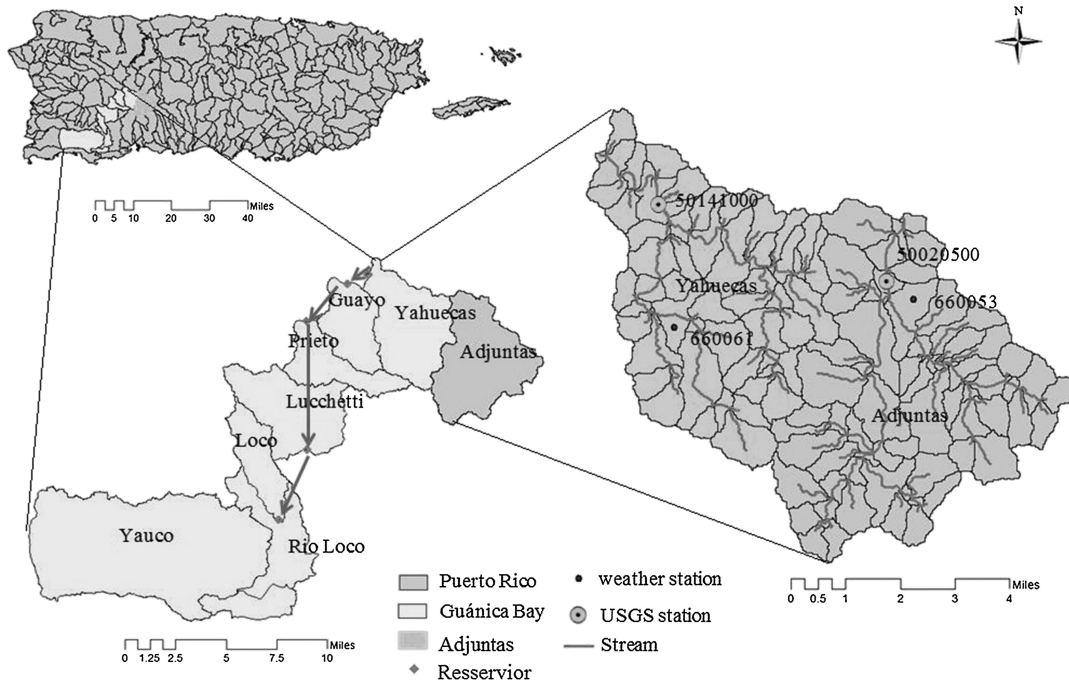 N
Miles
0 5 10 20 30 40
50141000
50020500
Yahuecas
660053
660061
Adjuntas
Guayo
Yahuecas
Prieto
Adjuntas
Lucchetti
Loco
Yauco
Rio Loco
Puerto Rico
Guánica Bay
Adjuntas
Resservior
weather station
USGS station
Stream
Miles
0 0.5 1 2 3 4
Miles
0 1.25 2.5 5 7.5 10